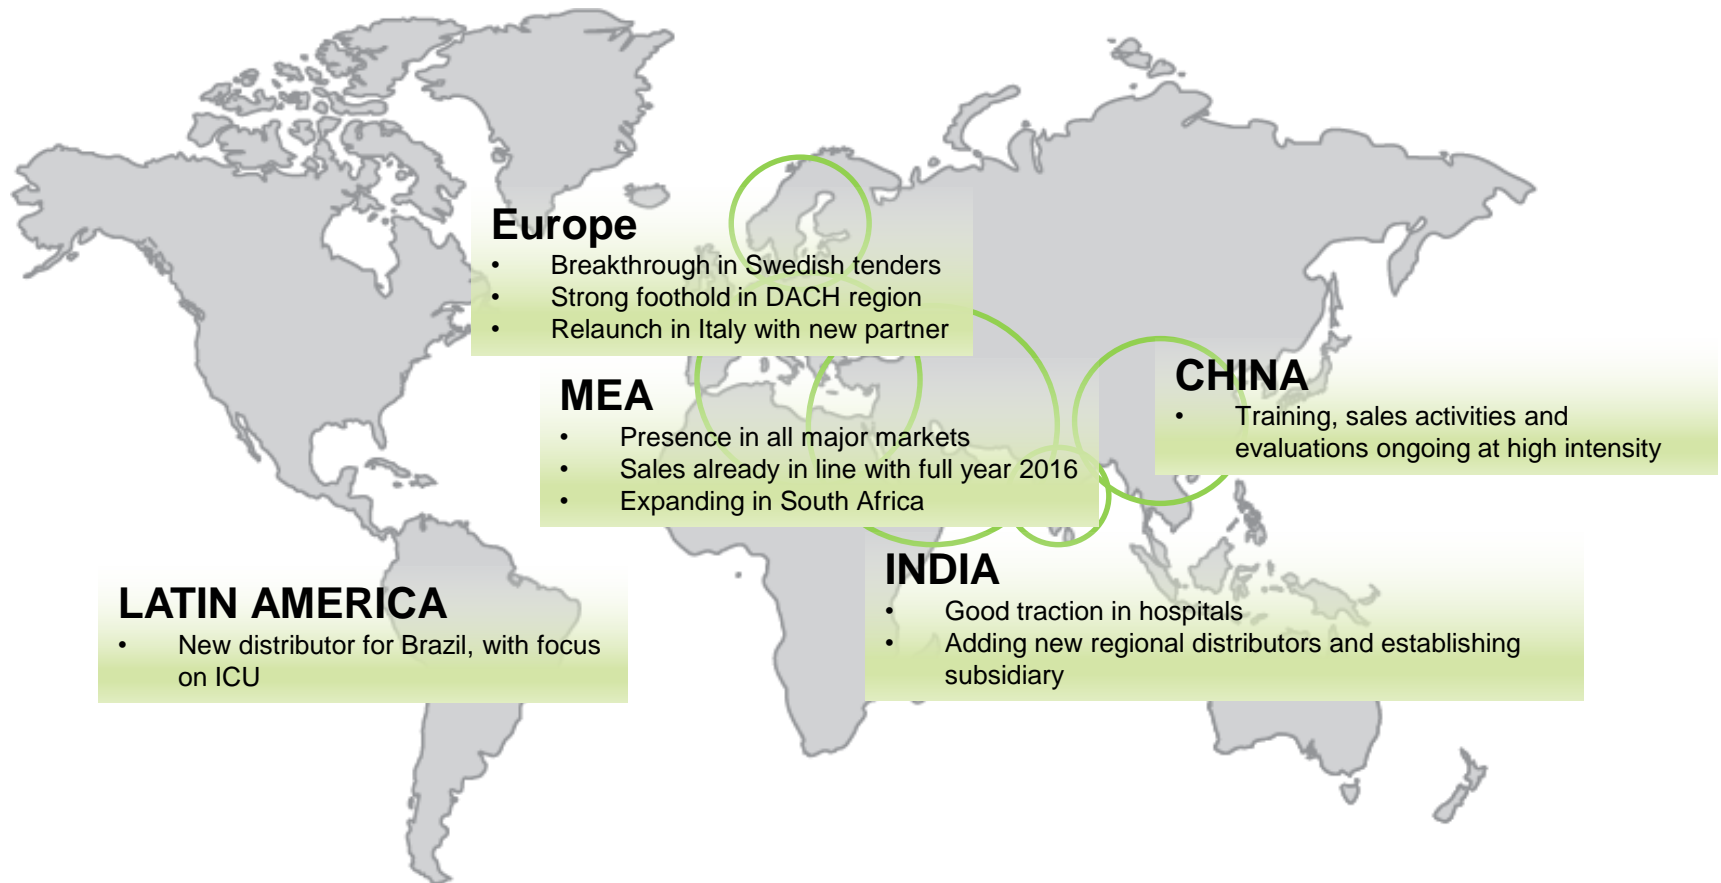 Europe
• Breakthrough in Swedish tenders
• Strong foothold in DACH region
• Relaunch in Italy with new partner
MEA
• Presence in all major markets
• Sales already in line with full year 2016
• Expanding in South Africa
CHINA
• Training, sales activities and
evaluations ongoing at high intensity
INDIA
• Good traction in hospitals
• Adding new regional distributors and establishing
subsidiary
LATIN AMERICA
• New distributor for Brazil, with focus
on ICU